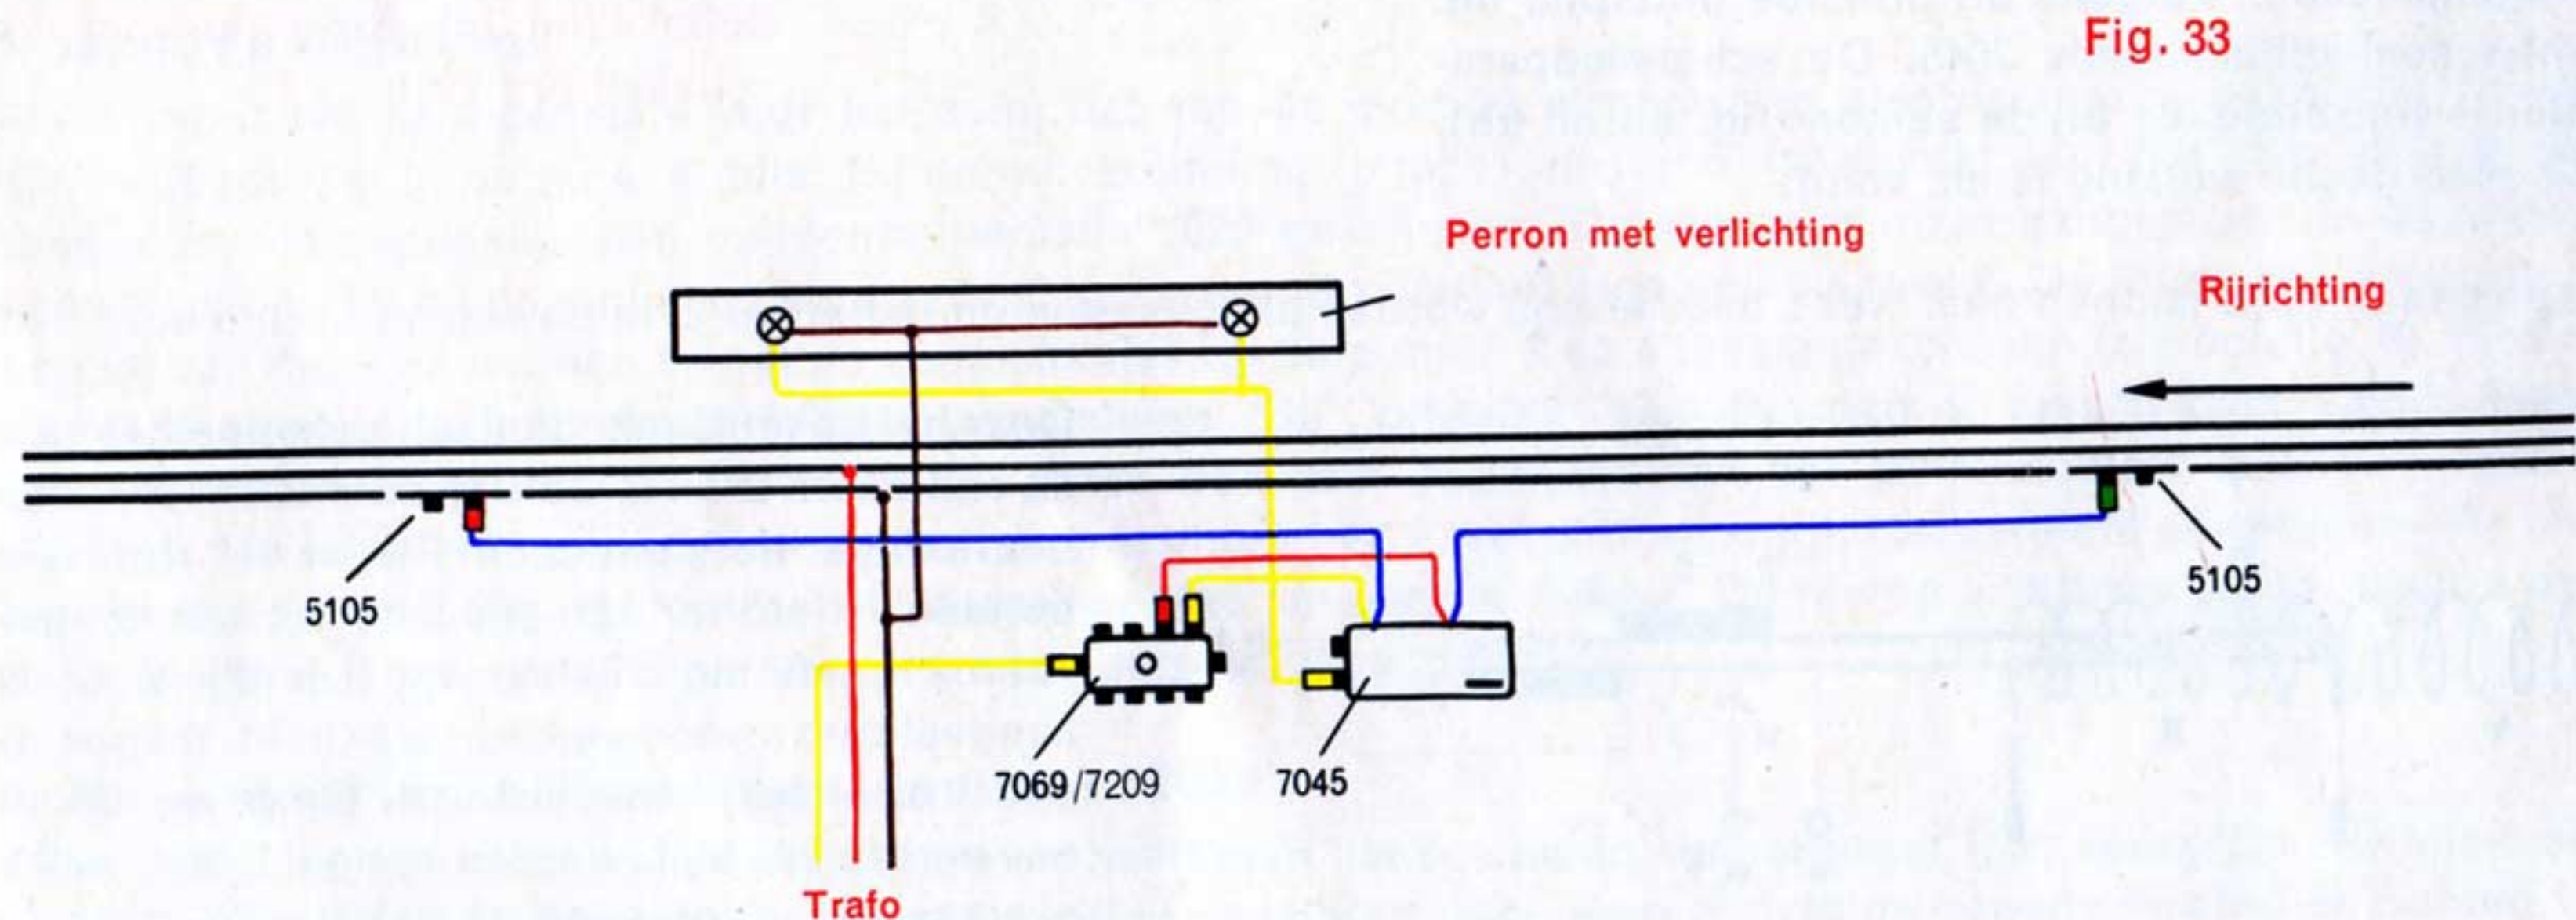 Fig. 33
Perron met verlichting
Rijrichting
5105
5105
7069/7209
7045
Trafo